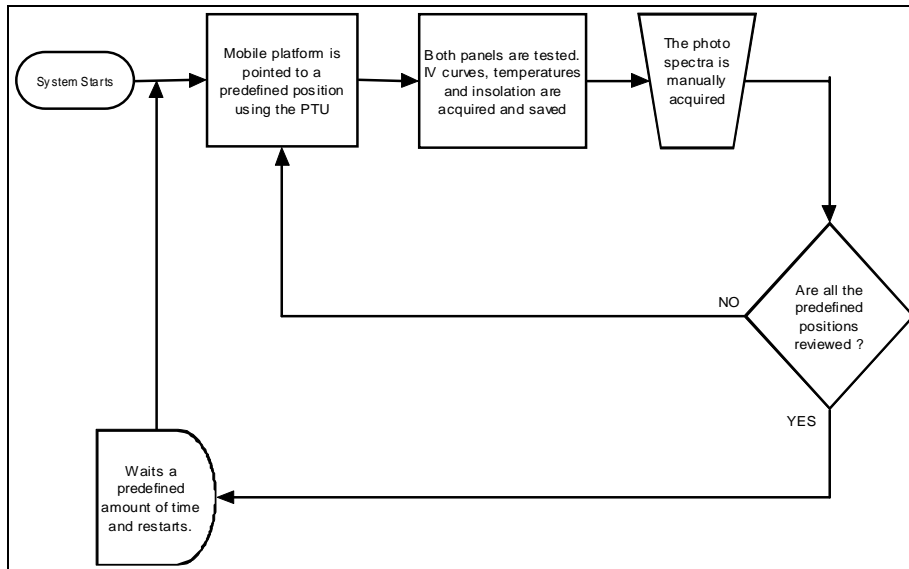 System Starts
Mobile platform is
pointed to a
predefined position
using the PTU
Both panels are tested.
IV curves, temperatures
and insolation are
acquired and saved
The photo
spectra is
manually
acquired
Are all the
predefined
positions
reviewed ?
NO
YES
Waits a
predefined
amount of time
and restarts.